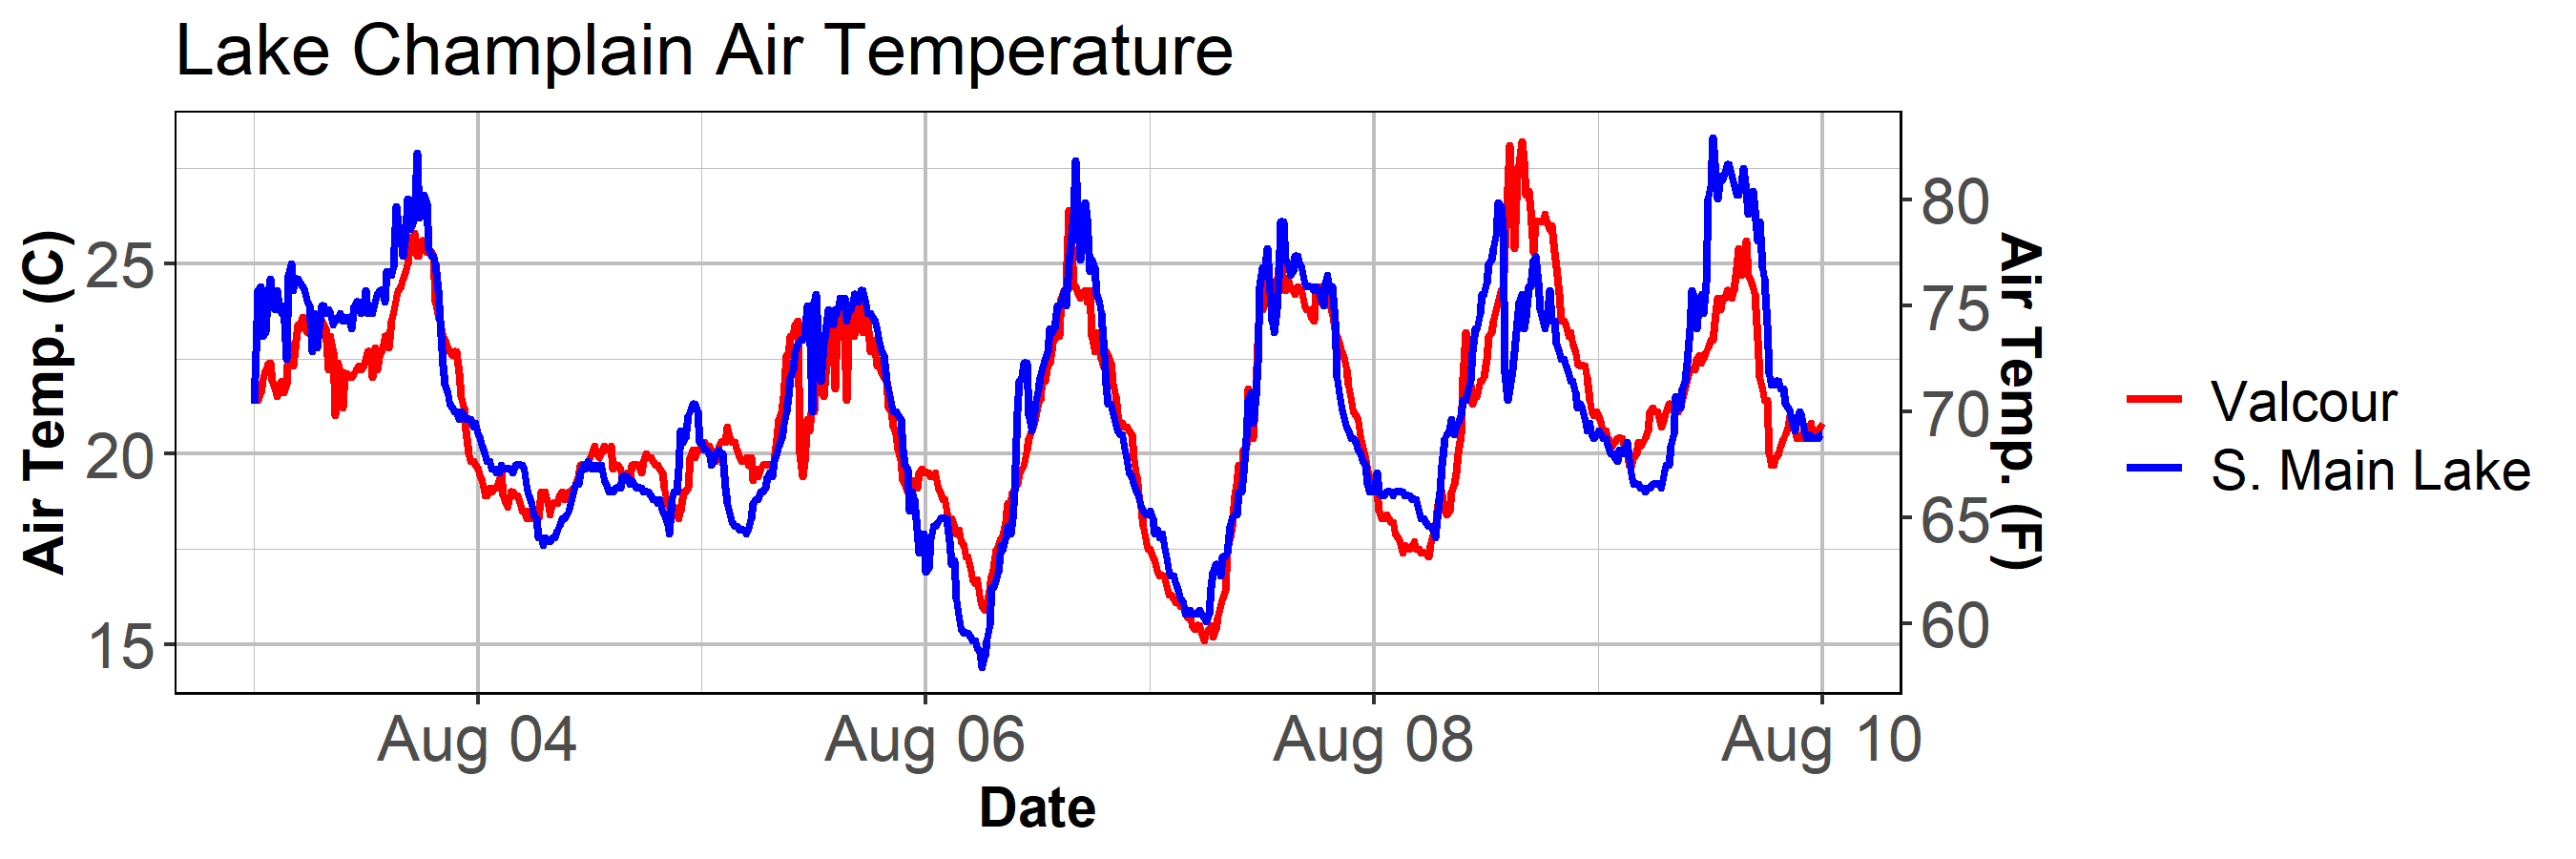 Lake Champlain Air Temperature
Air Temp. (C)
25
20
15
80
75
70
65
60
Air Temp. (F)
Aug 04
Aug 06
Aug 08
Aug 10
Date
Valcour
S. Main Lake